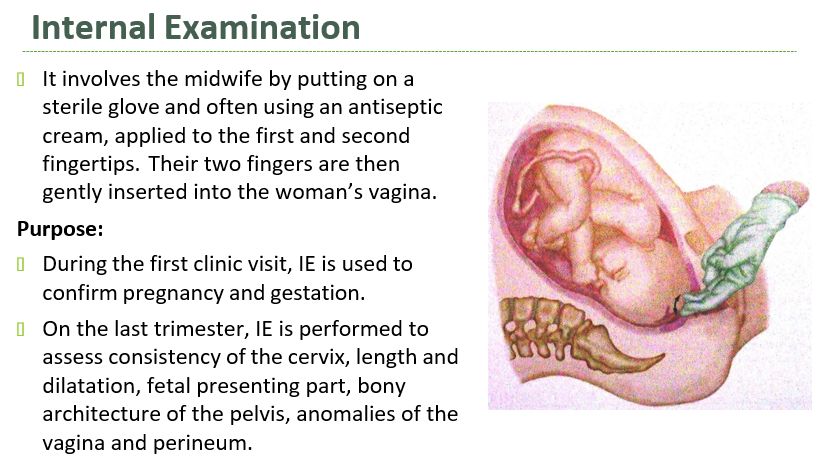 Internal Examination
It involves the midwife by putting on a
sterile glove and often using an antiseptic
cream, applied to the first and second
fingertips. Their two fingers are then
gently inserted into the woman's vagina.
Purpose:
During the first clinic visit, IE is used to
confirm pregnancy and gestation.
On the last trimester, IE is performed to
assess consistency of the cervix, length and
dilatation, fetal presenting part, bony
architecture of the pelvis, anomalies of the
vagina and perineum.